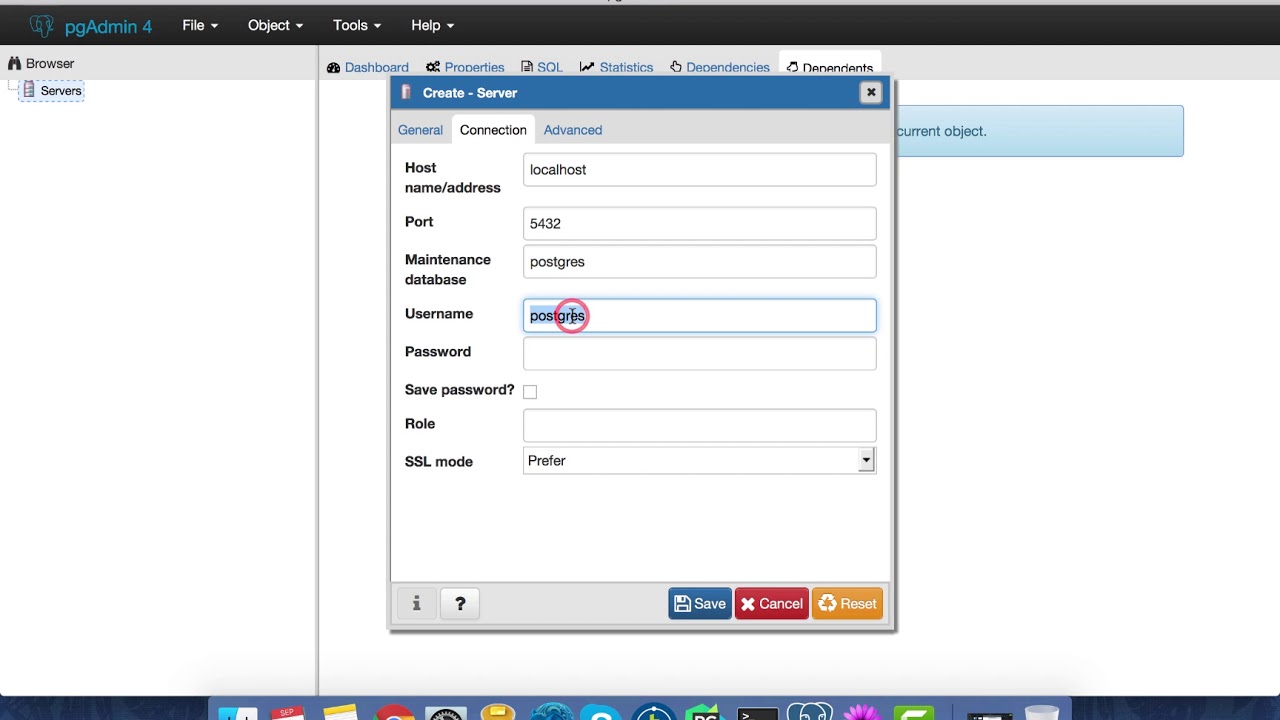 pgAdmin 4 File Object Tools Help
Browser
Dashboard Properties SQL Statistics Dependencies Dependents
Servers
Create - Server
current object.
General Connection Advanced
Host name/address
localhost
Port
5432
Maintenance database
postgres
Username
postgres
Password
Save password?
Role
SSL mode
Prefer
i ? Save Cancel Reset
SEP
PC